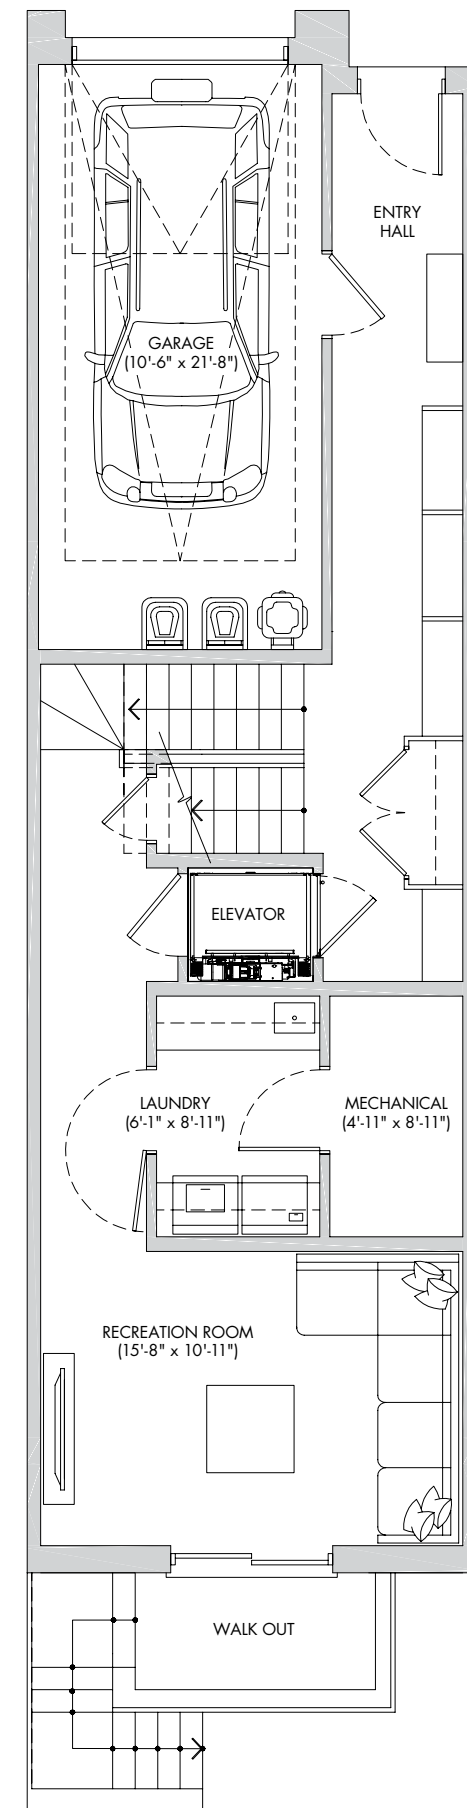 ENTRY
HALL
GARAGE
(10'-6" x 21'-8")
ELEVATOR
LAUNDRY
(6'-1" x 8'-11")
MECHANICAL
(4'-11" x 8'-11")
RECREATION ROOM
(15'-8" x 10'-11")
WALK OUT